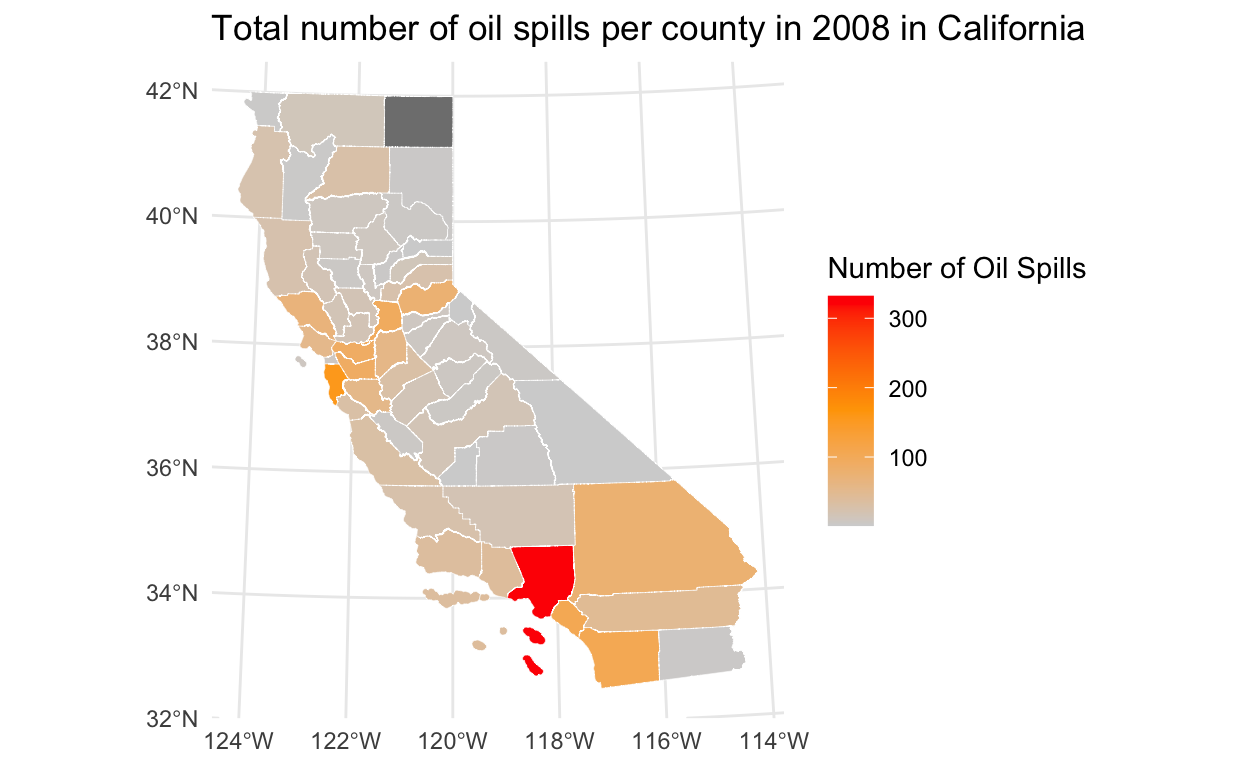 Total number of oil spills per county in 2008 in California
42°N
40°N
38°N
36°N
34°N
32°N
124°W 122°W 120°W 118°W 116°W 114°W
Number of Oil Spills
300
200
100